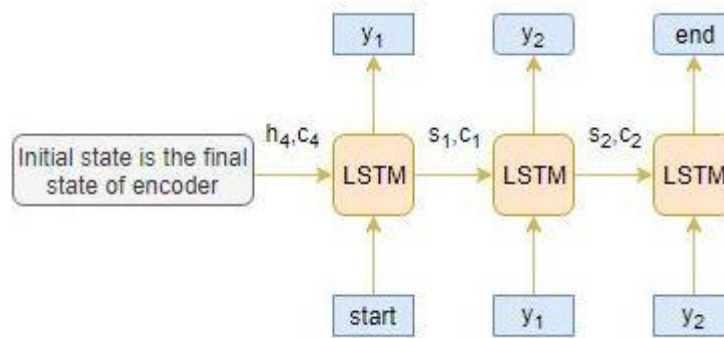 y1 y2 end
h4,c4 s1,c1 s2,c2
Initial state is the final
state of encoder
LSTM LSTM LSTM
start y1 y2